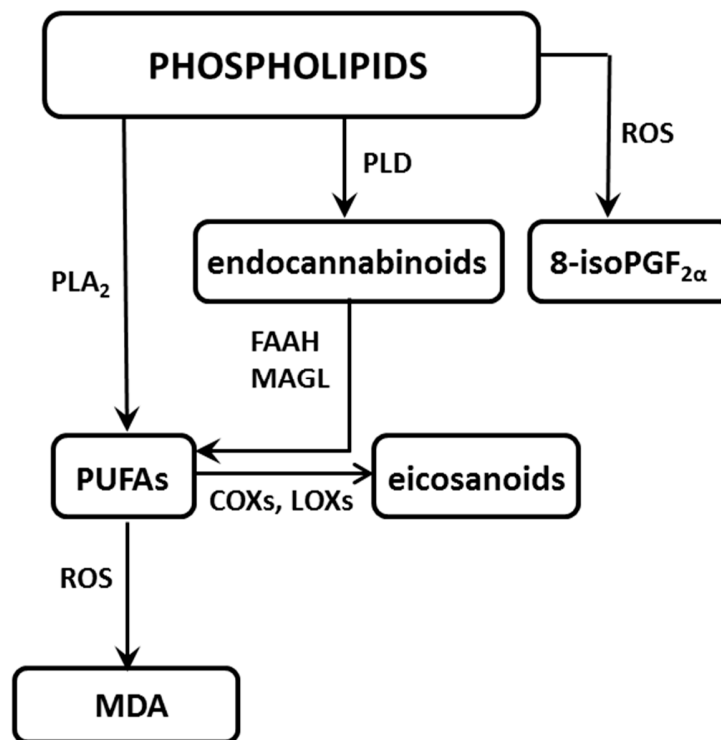 PHOSPHOLIPIDS
ROS
PLD
endocannabinoids
8-isoPGF₂α
PLA₂
FAAH
MAGL
PUFAs
eicosanoids
COXs, LOXs
ROS
MDA